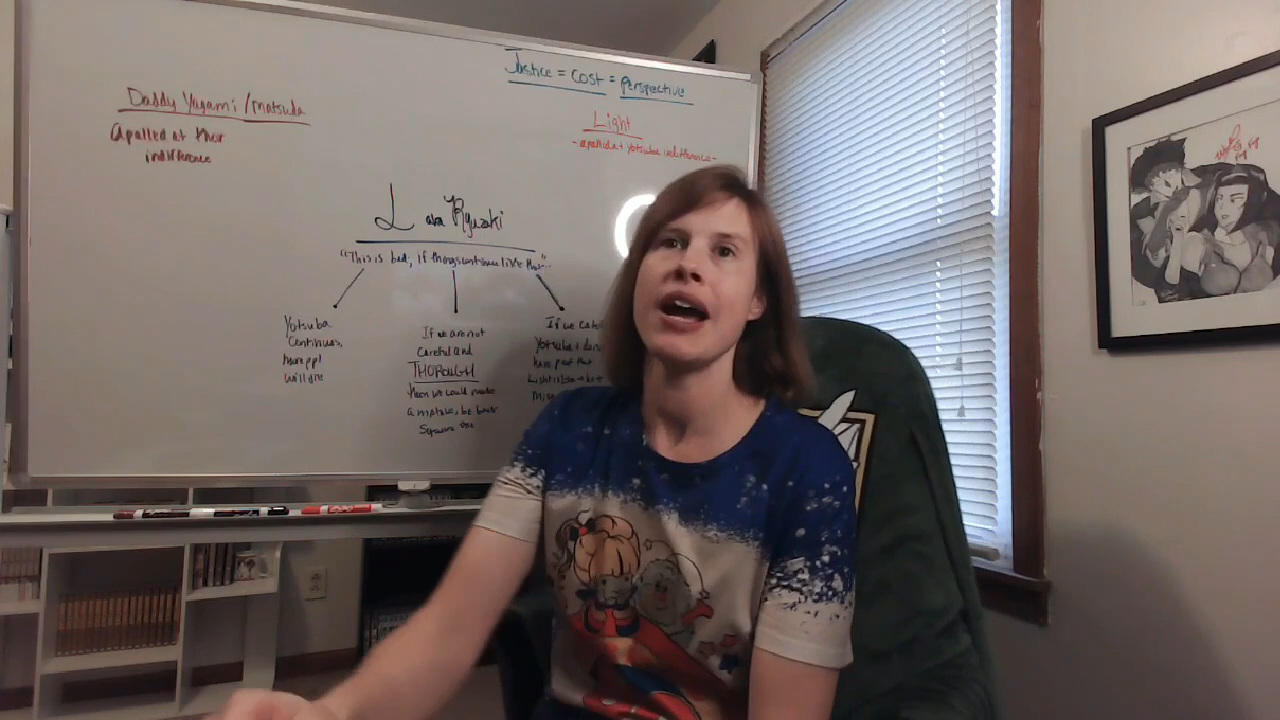 Justice = Cost = perspective
Daddy Yagami / matsuda
Apalled at their
indifference
Light
L aka Ryuzaki
"This is bad, if things continue like this"
Yotsuba
continues,
more ppl
will die
If we are not
careful and
THOROUGH
then we could make
a mistake, be back
Square one
If we catch
Yotsuba